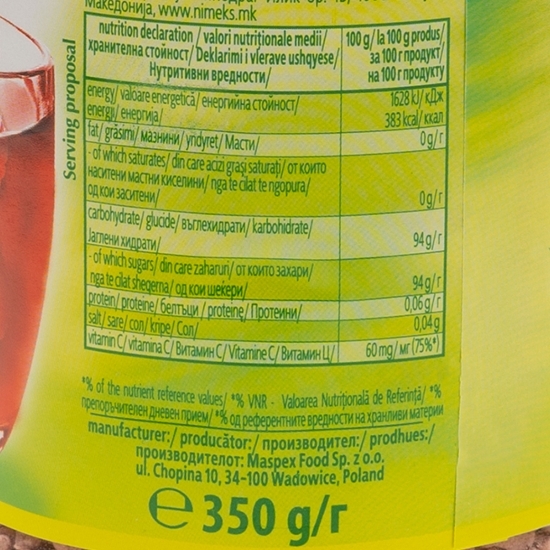 Македонија, www.nimeks.mk
Serving proposal
nutrition declaration / valori nutritionale medii/
хранителна стойност/ Deklarimi i vlerave ushqyese/
Нутритивни вредности/
100 g/ la 100 g produs/
за 100 г продукт/
на 100 г продукту
energy/ valoare energetică/ енергийна стойност/
energji/ енергија/
1628 kJ/ кДж
383 kcal/ ккал
fat/ grăsimi/ мазнини/ yndyret/ Масти/
0 g/г
- of which saturates/ din care acizi grași saturați/ от които
наситени мастни киселини/ nga te cilat te ngopura/
од кои заситени/
0 g/г
carbohydrate/ glucide/ въглехидрати/ karbohidrate/
Јаглени хидрати/
94 g/г
- of which sugars/ din care zaharuri/ от които захари/
nga te cilat sheqerna/ од кои шекери/
94 g/г
protein/ proteine/ белтъци / proteine/ Протеини/
0,06 g/г
salt/ sare/ сол/ kripe/ Сол/
0,04 g
vitamin C/ vitamina C/ Витамин C/ Vitamine C/ Витамин Ц/
60 mg/ мг (75%*)
*% of the nutrient reference values/ *% VNR - Valoarea Nutrițională de Referință/ *%
препоръчителен дневен прием/ *% од референтните вредности на хранливи материи
manufacturer:/ producător:/ производител:/ prodhues:/
производителот: Maspex Food Sp. z o.o.
ul. Chopina 10, 34-100 Wadowice, Poland
℮ 350 g/г